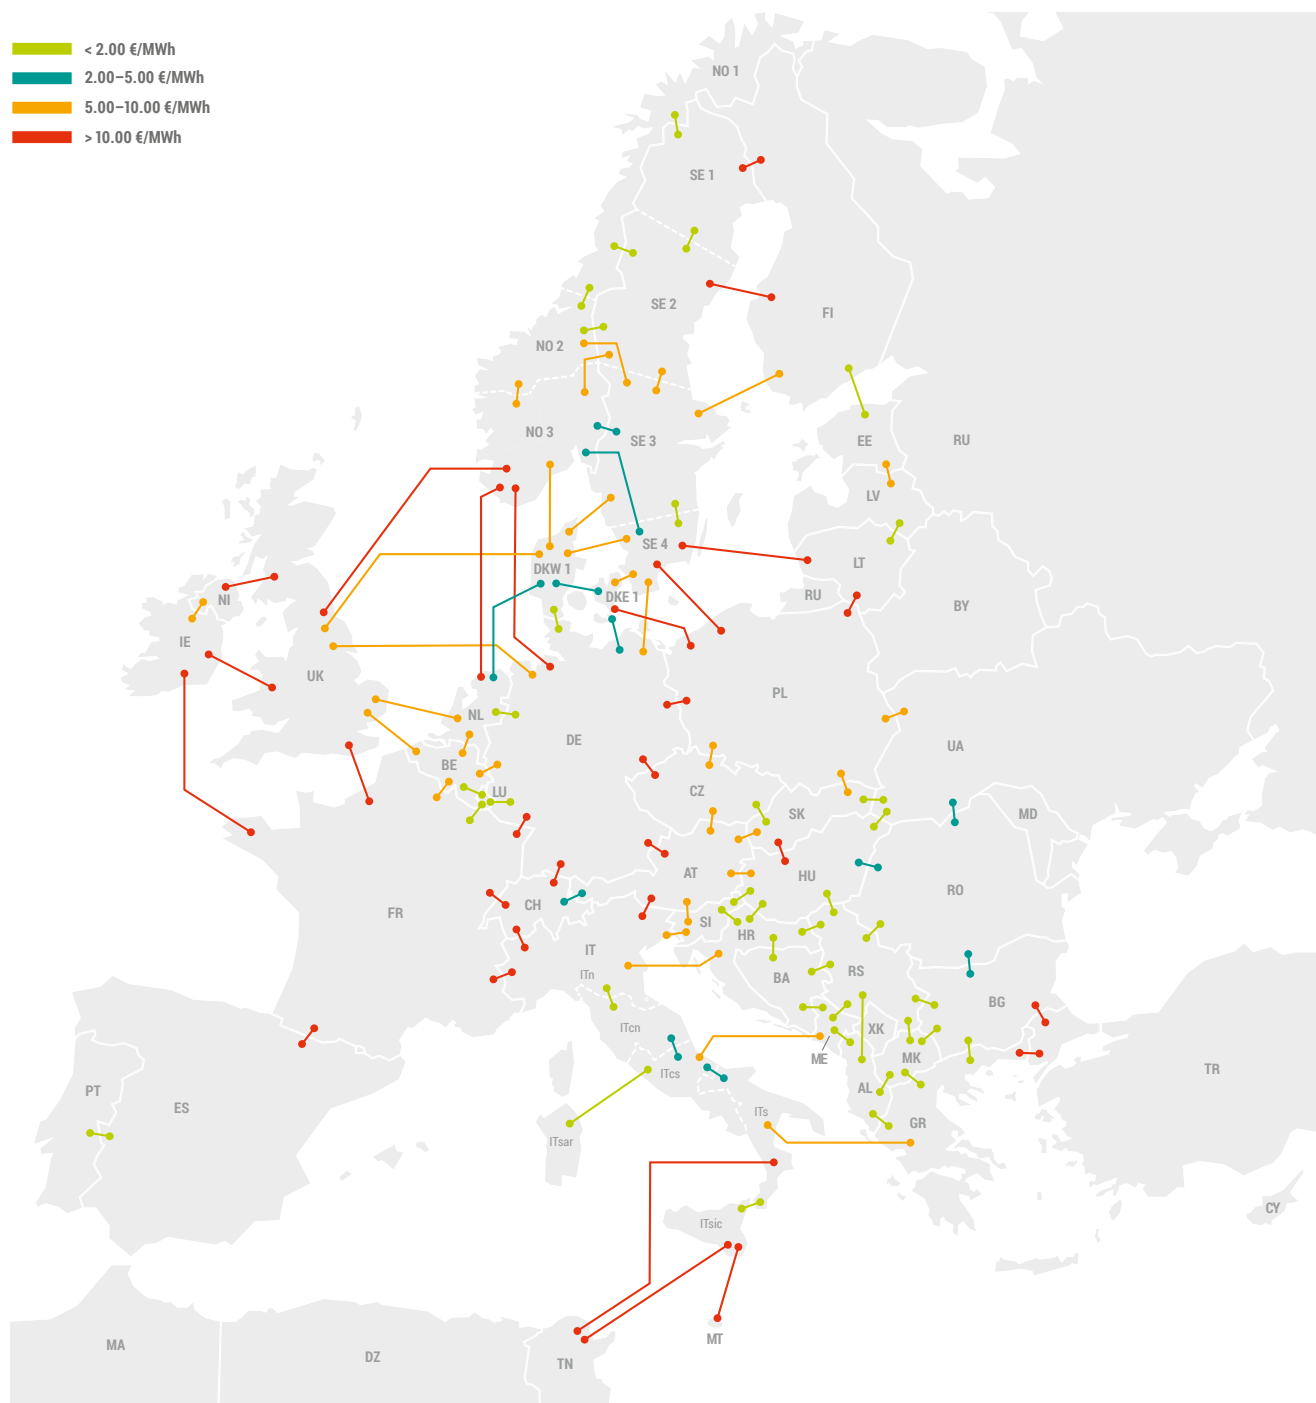 < 2.00 €/MWh
2.00–5.00 €/MWh
5.00–10.00 €/MWh
> 10.00 €/MWh
NO 1
SE 1
SE 2
FI
NO 2
NO 3
SE 3
EE
RU
LV
SE 4
LT
DKW 1
DKE 1
RU
BY
NI
IE
UK
PL
NL
DE
UA
BE
LU
CZ
SK
MD
AT
HU
RO
CH
FR
SI
HR
IT
ITn
BA
RS
BG
ITcn
XK
ME
MK
ITcs
TR
PT
AL
ES
ITs
GR
ITsar
CY
ITsic
MT
MA
DZ
TN